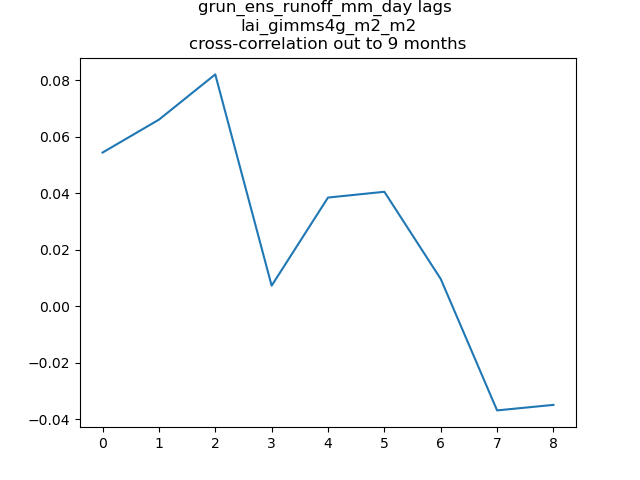 grun_ens_runoff_mm_day lags
lai_gimms4g_m2_m2
cross-correlation out to 9 months
0.08
0.06
0.04
0.02
0.00
−0.02
−0.04
0 1 2 3 4 5 6 7 8